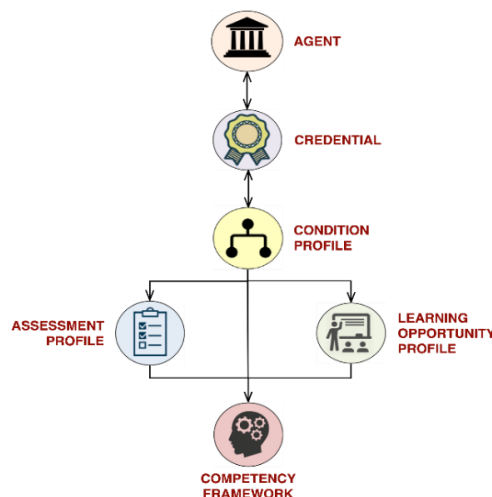 AGENT
CREDENTIAL
CONDITION
PROFILE
ASSESSMENT
PROFILE
LEARNING
OPPORTUNITY
PROFILE
COMPETENCY
FRAMEWORK